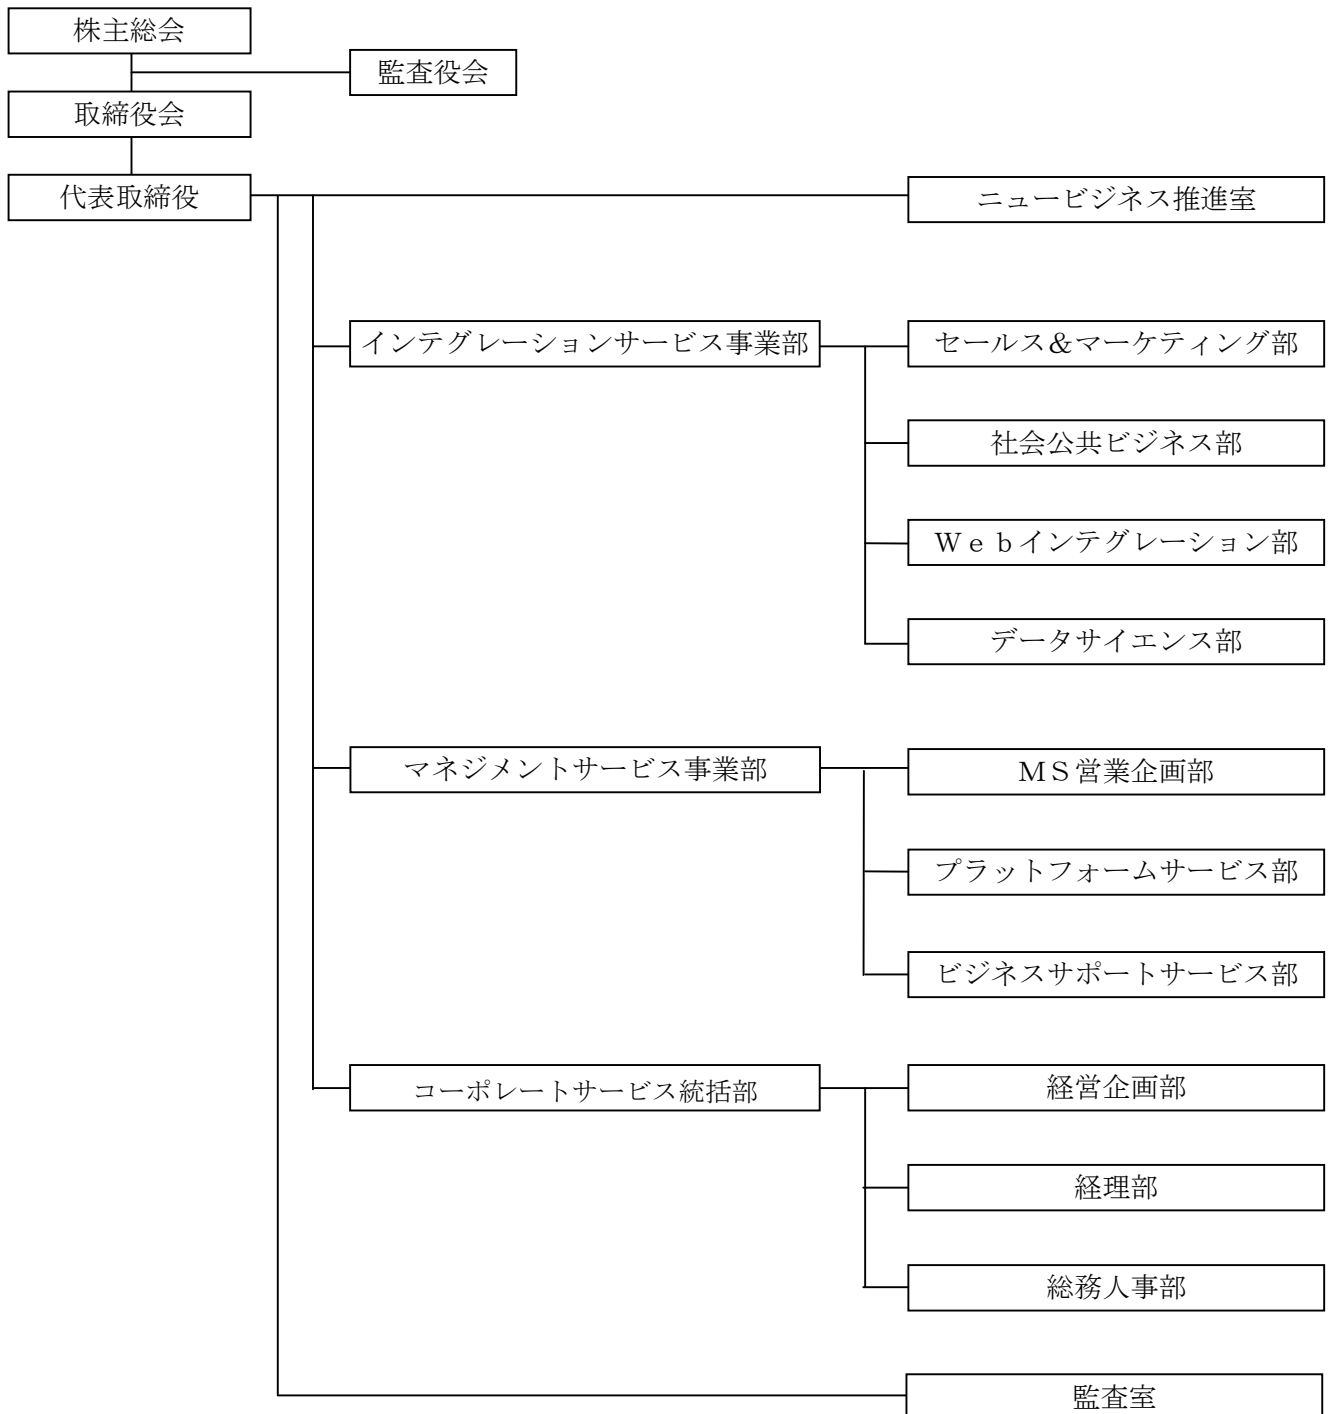 株主総会
監査役会
取締役会
代表取締役
ニュービジネス推進室
インテグレーションサービス事業部
セールス&マーケティング部
社会公共ビジネス部
Ｗｅｂインテグレーション部
データサイエンス部
マネジメントサービス事業部
ＭＳ営業企画部
プラットフォームサービス部
ビジネスサポートサービス部
コーポレートサービス統括部
経営企画部
経理部
総務人事部
監査室